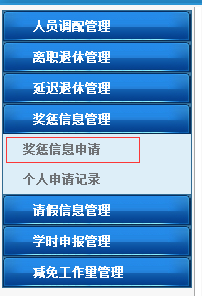 人员调配管理
离职退休管理
延迟退休管理
奖惩信息管理
奖惩信息申请
个人申请记录
请假信息管理
学时申报管理
减免工作量管理